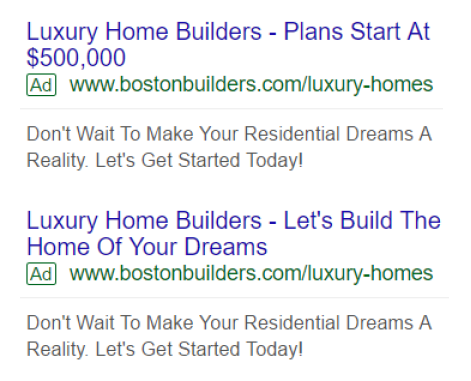 Luxury Home Builders - Plans Start At
$500,000
Ad www.bostonbuilders.com/luxury-homes
Don't Wait To Make Your Residential Dreams A
Reality. Let's Get Started Today!
Luxury Home Builders - Let's Build The
Home Of Your Dreams
Ad www.bostonbuilders.com/luxury-homes
Don't Wait To Make Your Residential Dreams A
Reality. Let's Get Started Today!